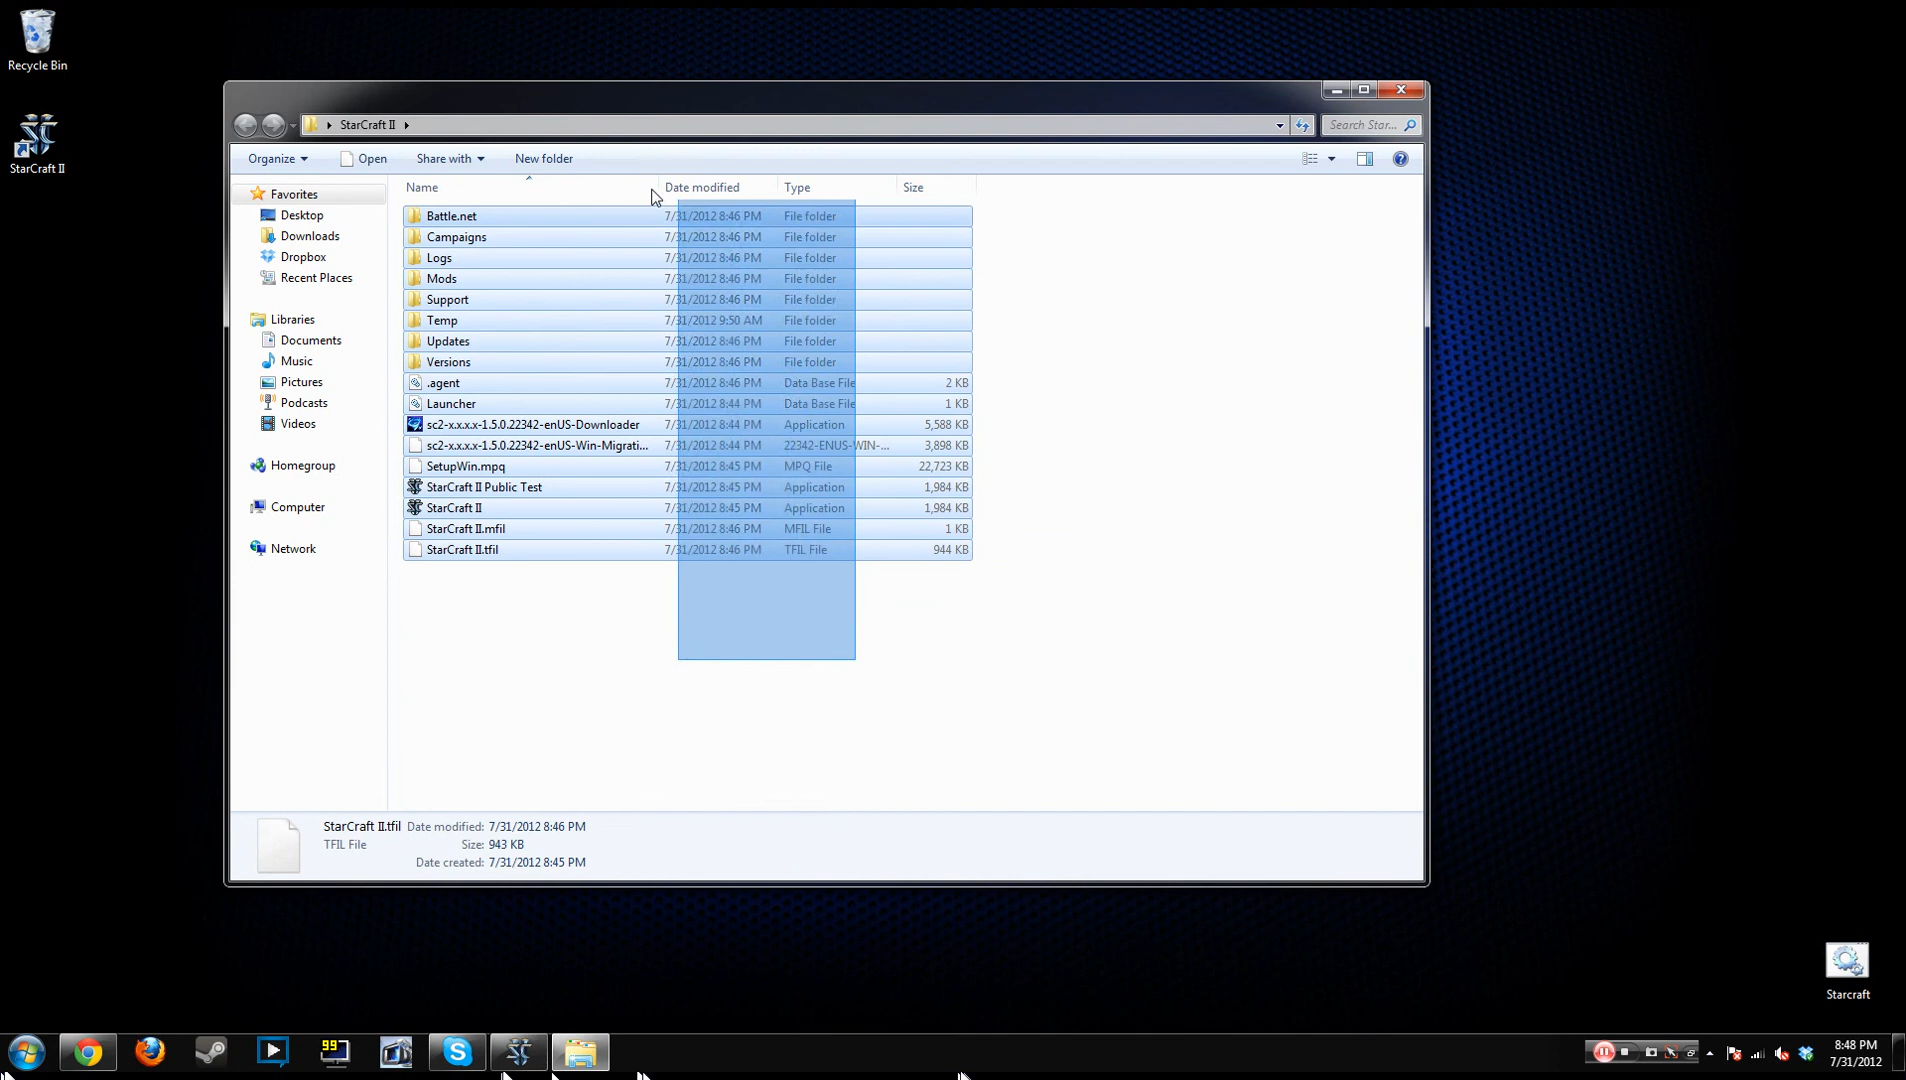 Recycle Bin
StarCraft II
StarCraft II
Search Star...
Organize
Open
Share with
New folder
Name
Date modified
Type
Size
Favorites
Desktop
Downloads
Dropbox
Recent Places
Libraries
Documents
Music
Pictures
Podcasts
Videos
Homegroup
Computer
Network
Battle.net 7/31/2012 8:46 PM File folder
Campaigns 7/31/2012 8:46 PM File folder
Logs 7/31/2012 8:46 PM File folder
Mods 7/31/2012 8:46 PM File folder
Support 7/31/2012 8:46 PM File folder
Temp 7/31/2012 9:50 AM File folder
Updates 7/31/2012 8:46 PM File folder
Versions 7/31/2012 8:46 PM File folder
.agent 7/31/2012 8:46 PM Data Base File 2 KB
Launcher 7/31/2012 8:44 PM Data Base File 1 KB
sc2-x.x.x.x-1.5.0.22342-enUS-Downloader 7/31/2012 8:44 PM Application 5,588 KB
sc2-x.x.x.x-1.5.0.22342-enUS-Win-Migrati... 7/31/2012 8:44 PM 22342-ENUS-WIN-... 3,898 KB
SetupWin.mpq 7/31/2012 8:45 PM MPQ File 22,723 KB
StarCraft II Public Test 7/31/2012 8:45 PM Application 1,984 KB
StarCraft II 7/31/2012 8:45 PM Application 1,984 KB
StarCraft II.mfil 7/31/2012 8:46 PM MFIL File 1 KB
StarCraft II.tfil 7/31/2012 8:46 PM TFIL File 944 KB
StarCraft II.tfil Date modified: 7/31/2012 8:46 PM
TFIL File Size: 943 KB
Date created: 7/31/2012 8:45 PM
Starcraft
99
8:48 PM
7/31/2012